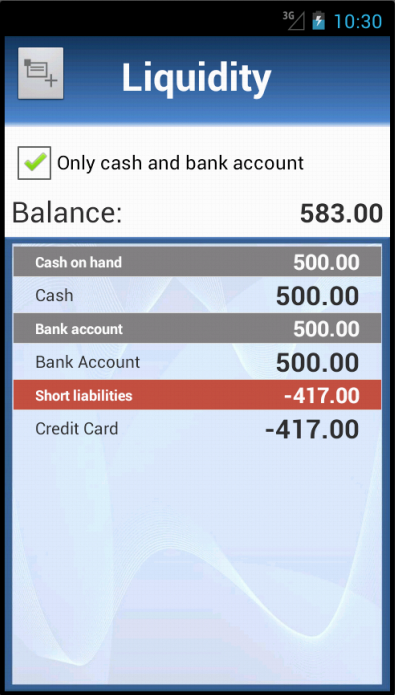 3G 10:30
Liquidity
Only cash and bank account
Balance: 583.00
Cash on hand 500.00
Cash 500.00
Bank account 500.00
Bank Account 500.00
Short liabilities -417.00
Credit Card -417.00